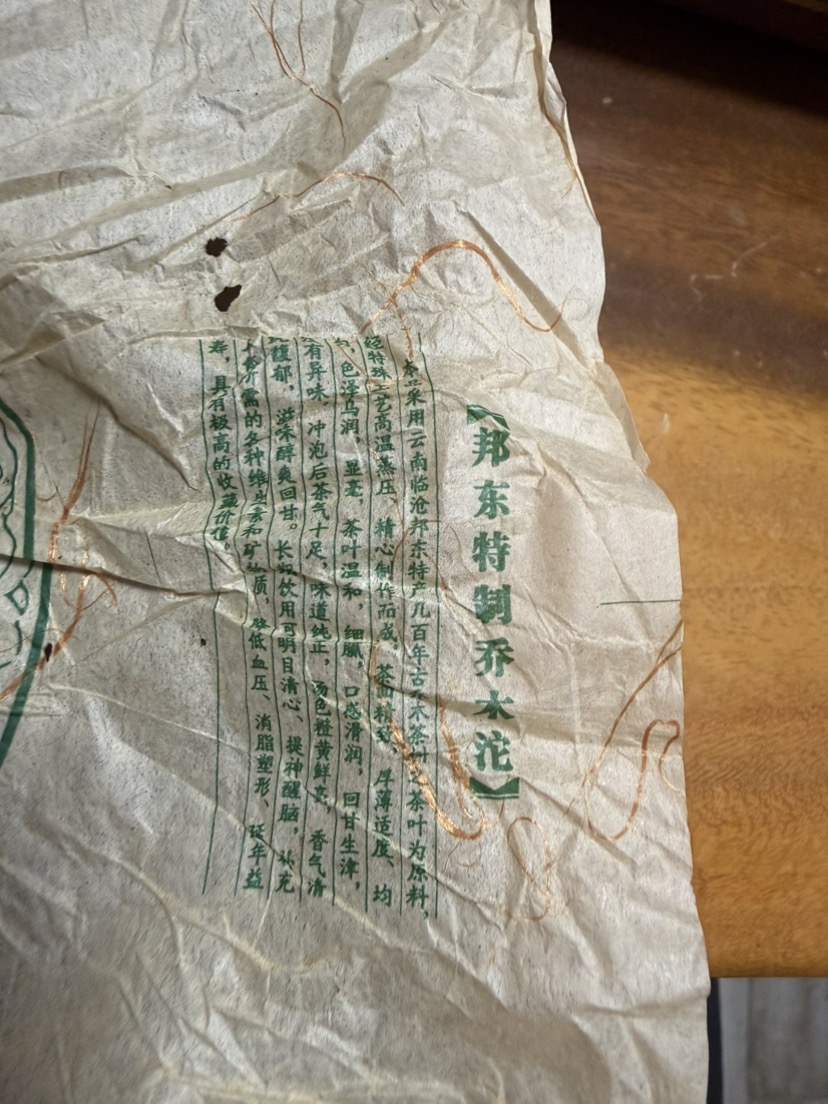 【邦东特制乔木沱】
茶采用云南临沧邦东特产几百年古乔木茶树之茶叶为原料，
经特殊工艺高温蒸压、精心制作而成，茶面精致、厚薄适度、均
匀，色泽乌润，显毫，茶叶温和，细腻，口感滑润，回甘生津，
有异味，冲泡后茶气十足，味道纯正，汤色橙黄鲜亮，香气清
馥郁，滋味醇爽回甘。长期饮用可明目清心、提神醒脑，补充
所需的各种维生素和矿物质，降低血压、消脂塑形、延年益
寿，具有极高的收藏价值。